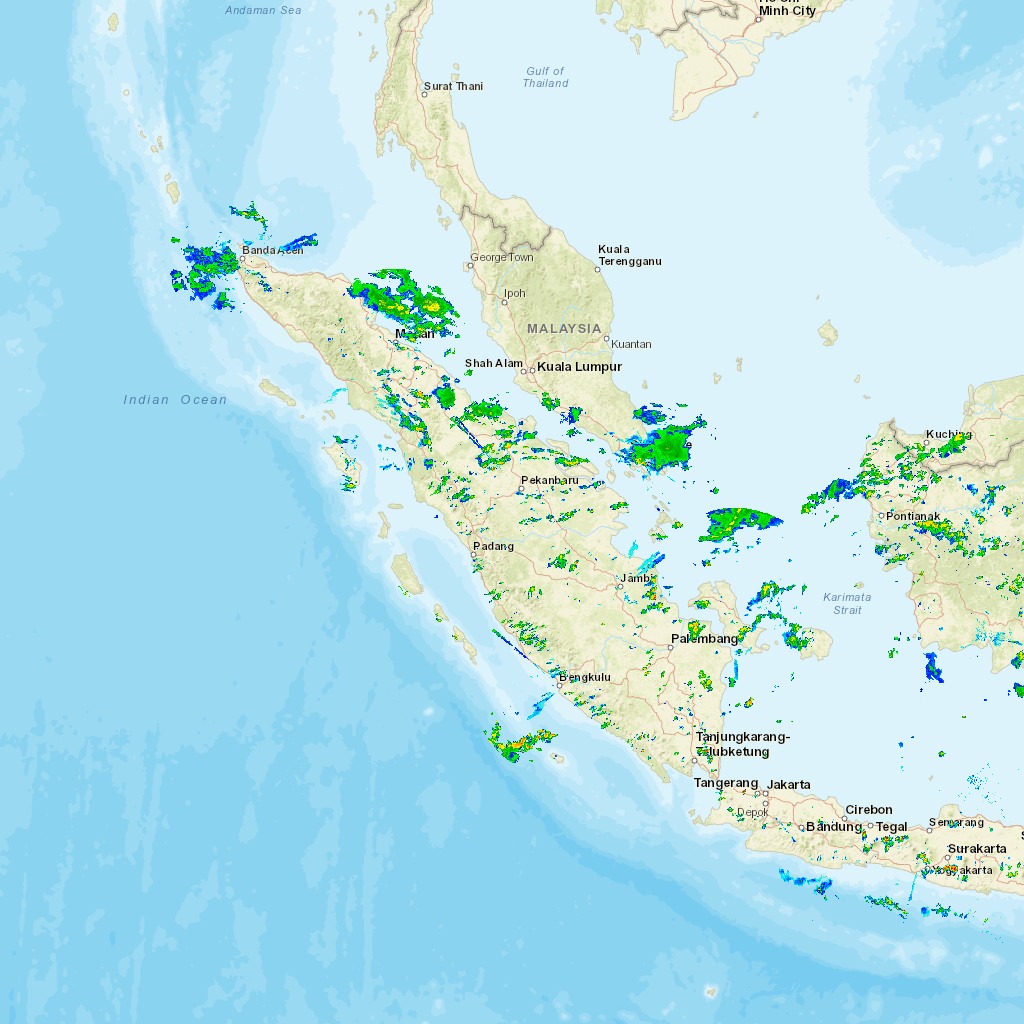 Andaman Sea
Minh City
Gulf of
Thailand
Surat Thani
Banda Aceh
George Town
Kuala
Terengganu
Ipoh
MALAYSIA
Kuantan
Shah Alam
Kuala Lumpur
Indian Ocean
Kuching
Pekanbaru
Pontianak
Padang
Jambi
Karimata
Strait
Palembang
Bengkulu
Tanjungkarang-
Telubketung
Tangerang
Jakarta
Depok
Cirebon
Bandung
Tegal
Semarang
Surakarta
Yogyakarta